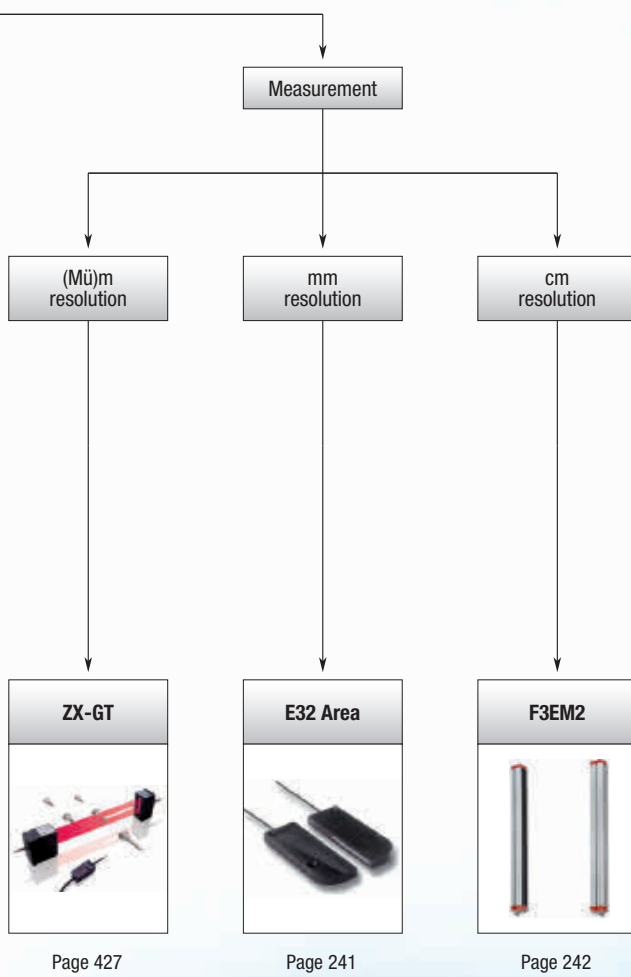 Measurement
(Mü)m
resolution
mm
resolution
cm
resolution
ZX-GT
E32 Area
F3EM2
Page 427
Page 241
Page 242